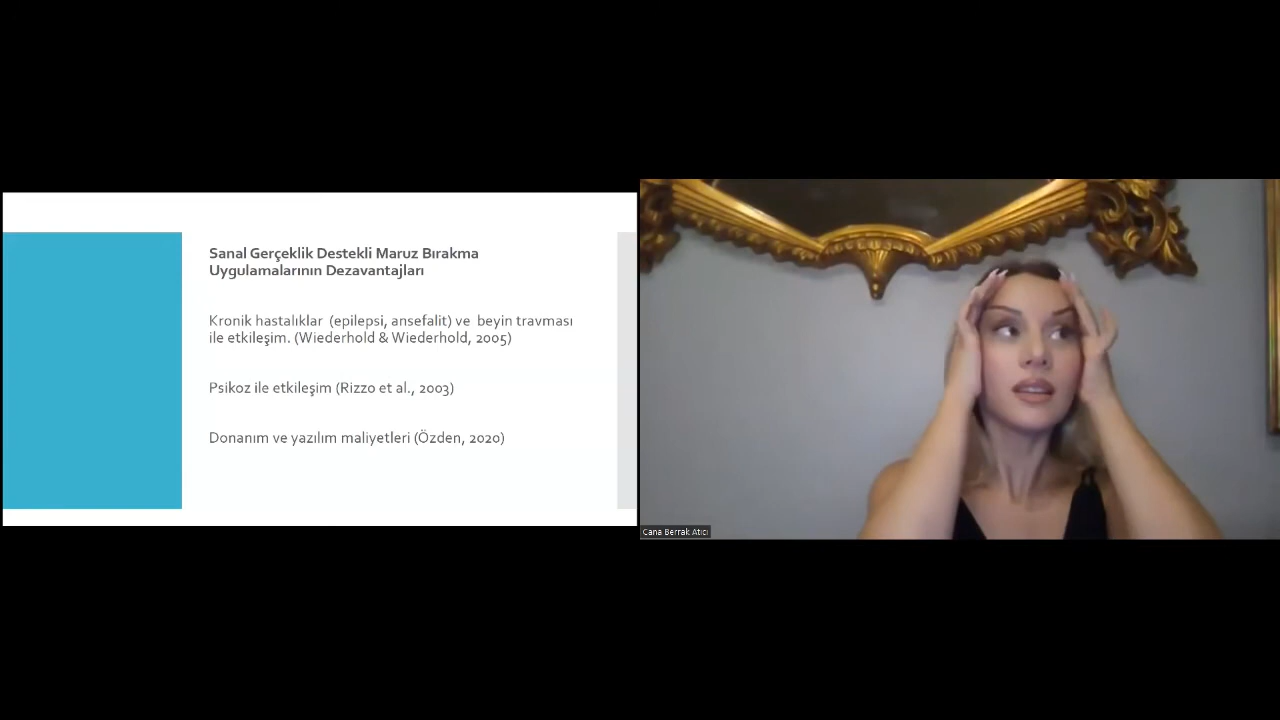 Sanal Gerçeklik Destekli Maruz Bırakma
Uygulamalarının Dezavantajları
Kronik hastalıklar (epilepsi, ansefalit) ve beyin travması
ile etkileşim. (Wiederhold & Wiederhold, 2005)
Psikoz ile etkileşim (Rizzo et al., 2003)
Donanım ve yazılım maliyetleri (Özden, 2020)
Cana Berrak Atıcı